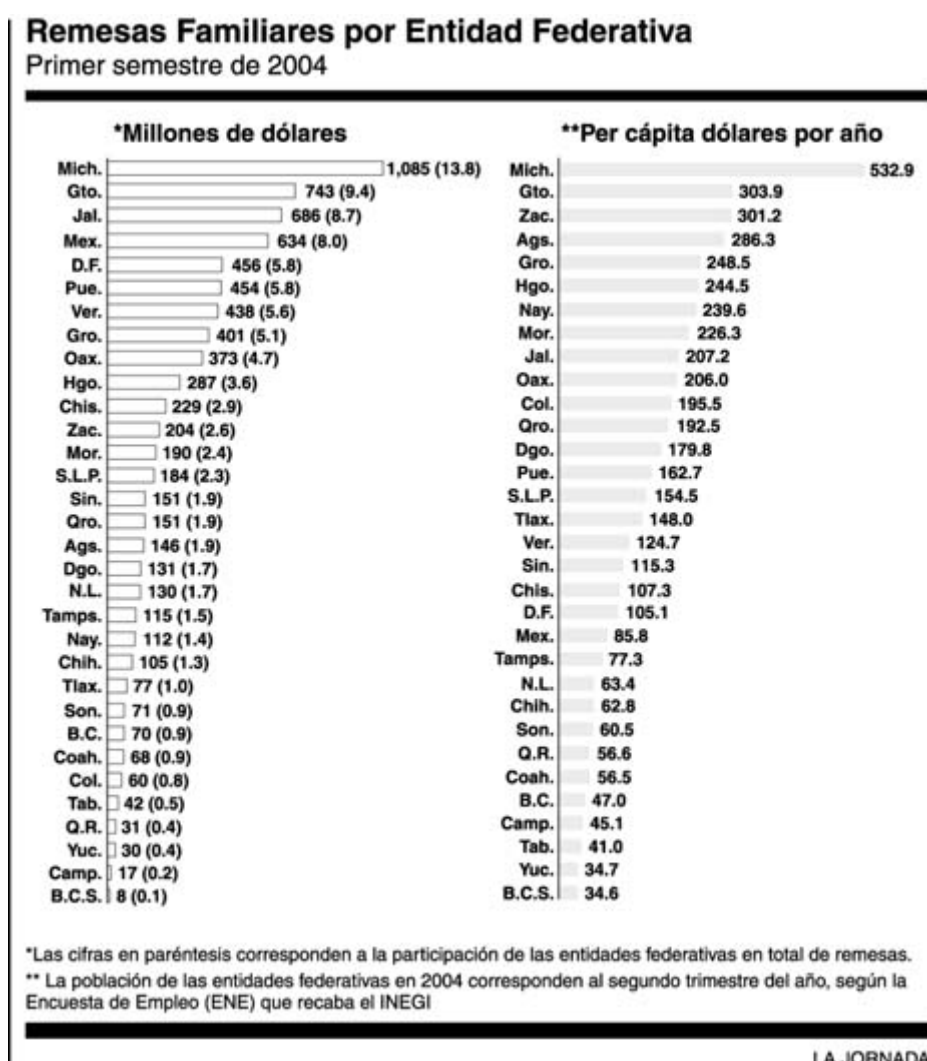 Remesas Familiares por Entidad Federativa
Primer semestre de 2004
*Millones de dólares
Mich. 1,085 (13.8)
Gto. 743 (9.4)
Jal. 686 (8.7)
Mex. 634 (8.0)
D.F. 456 (5.8)
Pue. 454 (5.8)
Ver. 438 (5.6)
Gro. 401 (5.1)
Oax. 373 (4.7)
Hgo. 287 (3.6)
Chis. 229 (2.9)
Zac. 204 (2.6)
Mor. 190 (2.4)
S.L.P. 184 (2.3)
Sin. 151 (1.9)
Qro. 151 (1.9)
Ags. 146 (1.9)
Dgo. 131 (1.7)
N.L. 130 (1.7)
Tamps. 115 (1.5)
Nay. 112 (1.4)
Chih. 105 (1.3)
Tlax. 77 (1.0)
Son. 71 (0.9)
B.C. 70 (0.9)
Coah. 68 (0.9)
Col. 60 (0.8)
Tab. 42 (0.5)
Q.R. 31 (0.4)
Yuc. 30 (0.4)
Camp. 17 (0.2)
B.C.S. 8 (0.1)
**Per cápita dólares por año
Mich. 532.9
Gto. 303.9
Zac. 301.2
Ags. 286.3
Gro. 248.5
Hgo. 244.5
Nay. 239.6
Mor. 226.3
Jal. 207.2
Oax. 206.0
Col. 195.5
Qro. 192.5
Dgo. 179.8
Pue. 162.7
S.L.P. 154.5
Tlax. 148.0
Ver. 124.7
Sin. 115.3
Chis. 107.3
D.F. 105.1
Mex. 85.8
Tamps. 77.3
N.L. 63.4
Chih. 62.8
Son. 60.5
Q.R. 56.6
Coah. 56.5
B.C. 47.0
Camp. 45.1
Tab. 41.0
Yuc. 34.7
B.C.S. 34.6
*Las cifras en paréntesis corresponden a la participación de las entidades federativas en total de remesas.
** La población de las entidades federativas en 2004 corresponden al segundo trimestre del año, según la
Encuesta de Empleo (ENE) que recaba el INEGI
LA JORNADA